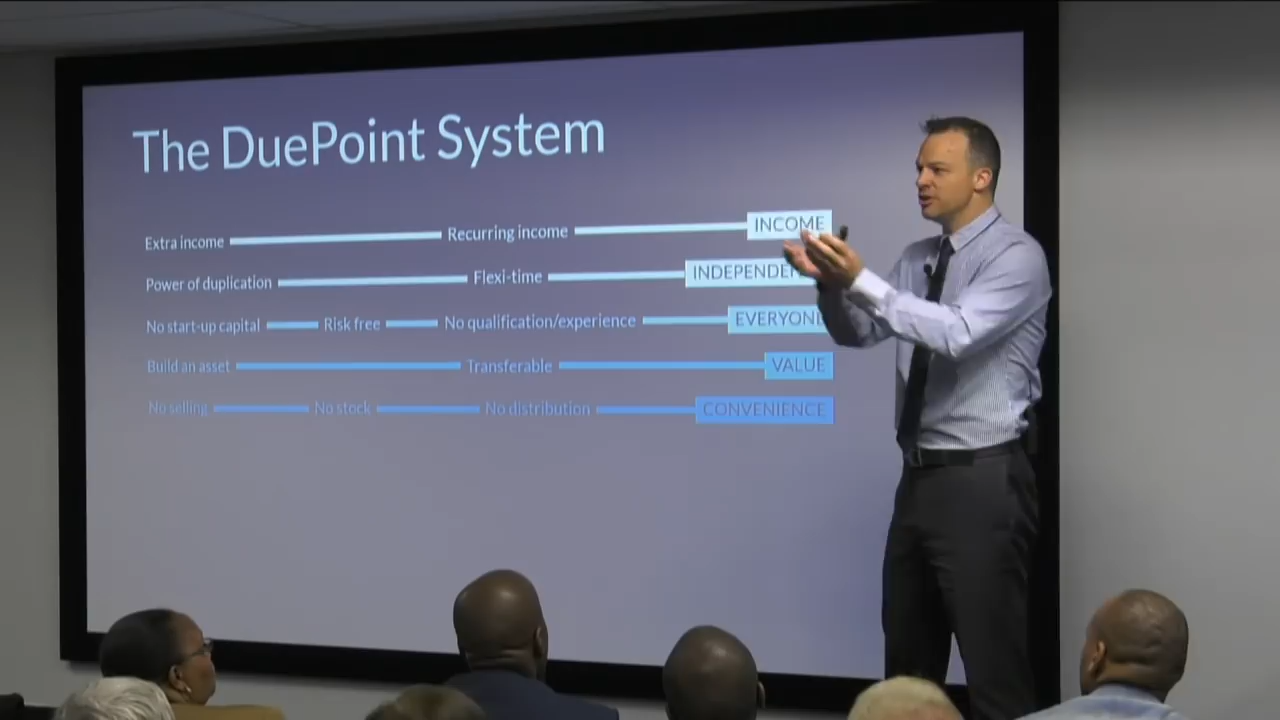 The DuePoint System
Extra income Recurring income INCOME
Power of duplication Flexi-time
No start-up capital Risk free No qualification/experience EVERYONE
Build an asset Transferable VALUE
No selling No stock No distribution CONVENIENCE